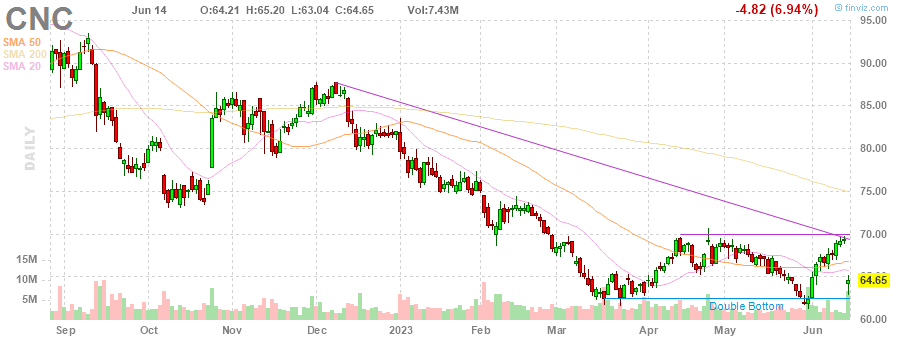 CNC
Jun 14 O:64.21 H:65.20 L:63.04 C:64.65 Vol:7.43M -4.82 (6.94%)
© finviz.com
SMA 50
SMA 200
SMA 20
DAILY
95.00
90.00
85.00
80.00
75.00
70.00
64.65
60.00
15M
10M
5M
Double Bottom
Sep Oct Nov Dec 2023 Feb Mar Apr May Jun